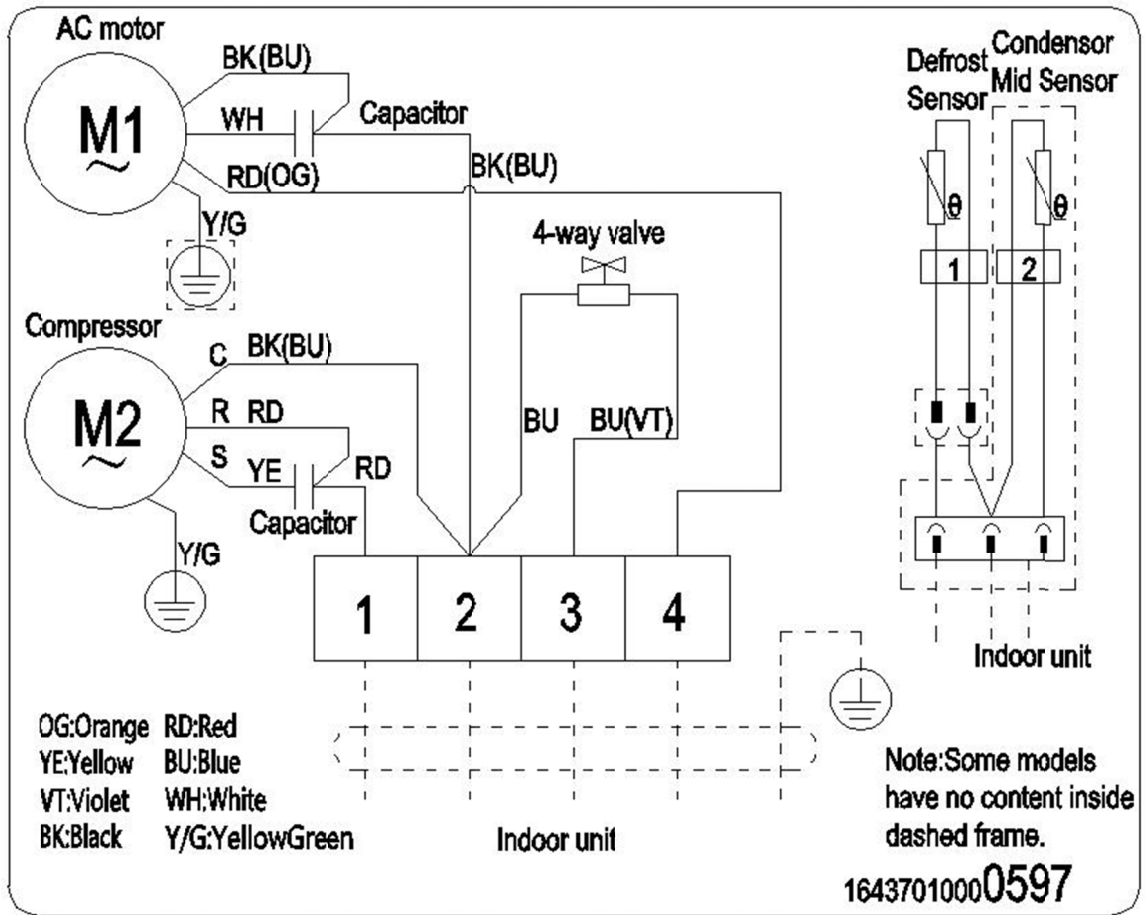 AC motor
M1
BK(BU)
WH
Capacitor
RD(OG)
BK(BU)
Y/G
4-way valve
Compressor
M2
C BK(BU)
R RD
S YE
RD
Capacitor
Y/G
BU
BU(VT)
1 2 3 4
Defrost
Sensor
Condensor
Mid Sensor
θ
θ
1
2
Indoor unit
OG:Orange RD:Red
YE:Yellow BU:Blue
VT:Violet WH:White
BK:Black Y/G:YellowGreen
Indoor unit
Note:Some models
have no content inside
dashed frame.
16437010000597